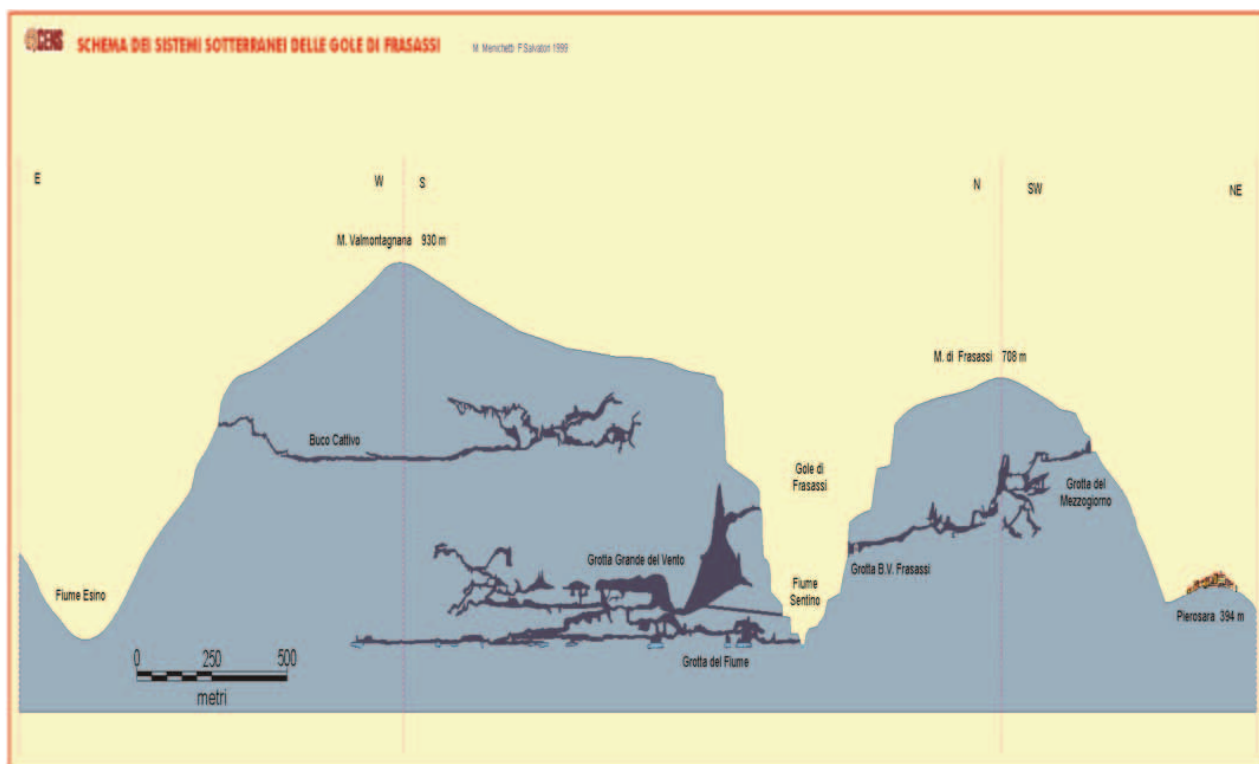 CENS SCHEMA DEI SISTEMI SOTTERRANEI DELLE GOLE DI FRASASSI M. Menichetti F.Salvatori 1999
E W S N SW NE
M. Valmontagnana 930 m
M. di Frasassi 708 m
Buco Cattivo
Gole di
Frasassi
Grotta del
Mezzogiorno
Grotta Grande del Vento
Grotta B.V. Frasassi
Fiume Esino
Fiume
Sentino
Pierosara 394 m
Grotta del Fiume
0 250 500
metri